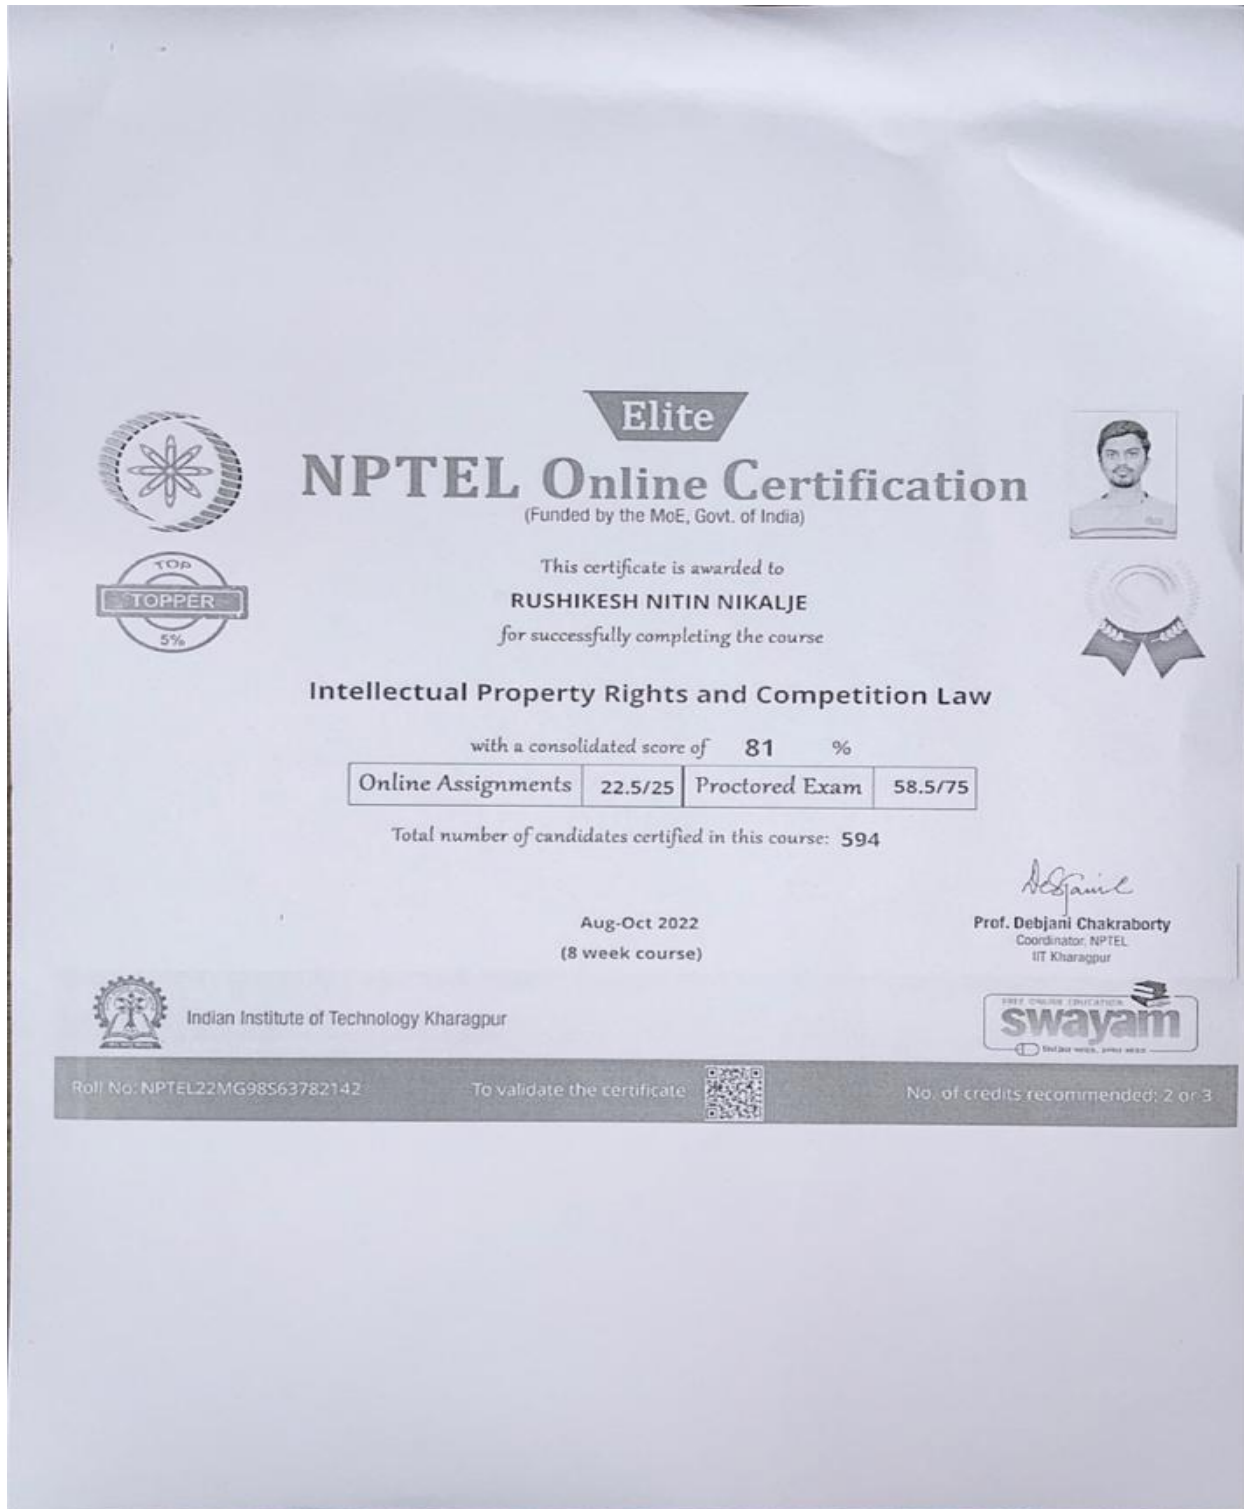 Elite
NPTEL Online Certification
(Funded by the MoE, Govt. of India)
TOP
TOPPER
5%
This certificate is awarded to
RUSHIKESH NITIN NIKALJE
for successfully completing the course
Intellectual Property Rights and Competition Law
with a consolidated score of 81 %
Online Assignments 22.5/25 Proctored Exam 58.5/75
Total number of candidates certified in this course: 594
Aug-Oct 2022
(8 week course)
Prof. Debjani Chakraborty
Coordinator, NPTEL
IIT Kharagpur
Indian Institute of Technology Kharagpur
FREE ONLINE EDUCATION
swayam
Roll No: NPTEL22MG98S63782142 To validate the certificate No. of credits recommended: 2 or 3